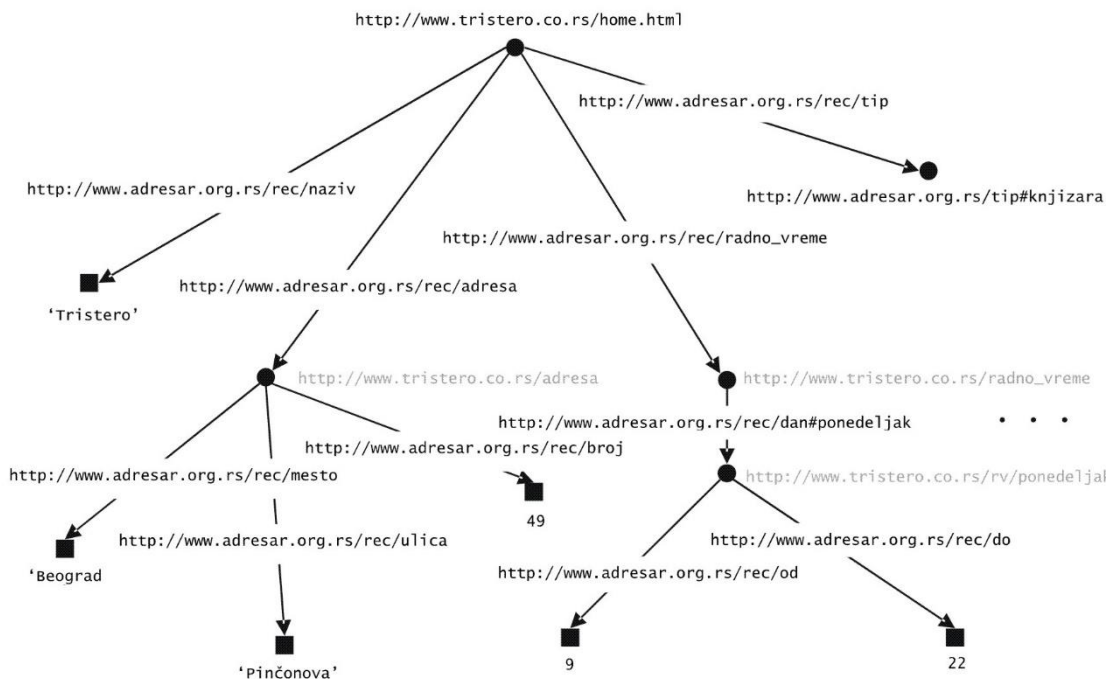 http://www.tristero.co.rs/home.html
http://www.adresar.org.rs/rec/tip
http://www.adresar.org.rs/rec/naziv
http://www.adresar.org.rs/tip#knjizara
http://www.adresar.org.rs/rec/radno_vreme
http://www.adresar.org.rs/rec/adresa
‘Tristero’
http://www.tristero.co.rs/adresa
http://www.tristero.co.rs/radno_vreme
http://www.adresar.org.rs/rec/dan#ponedeljak
. . .
http://www.adresar.org.rs/rec/broj
http://www.adresar.org.rs/rec/mesto
http://www.tristero.co.rs/rv/ponedeljak
49
http://www.adresar.org.rs/rec/ulica
http://www.adresar.org.rs/rec/do
http://www.adresar.org.rs/rec/od
‘Beograd
‘Pinčonova’
9
22